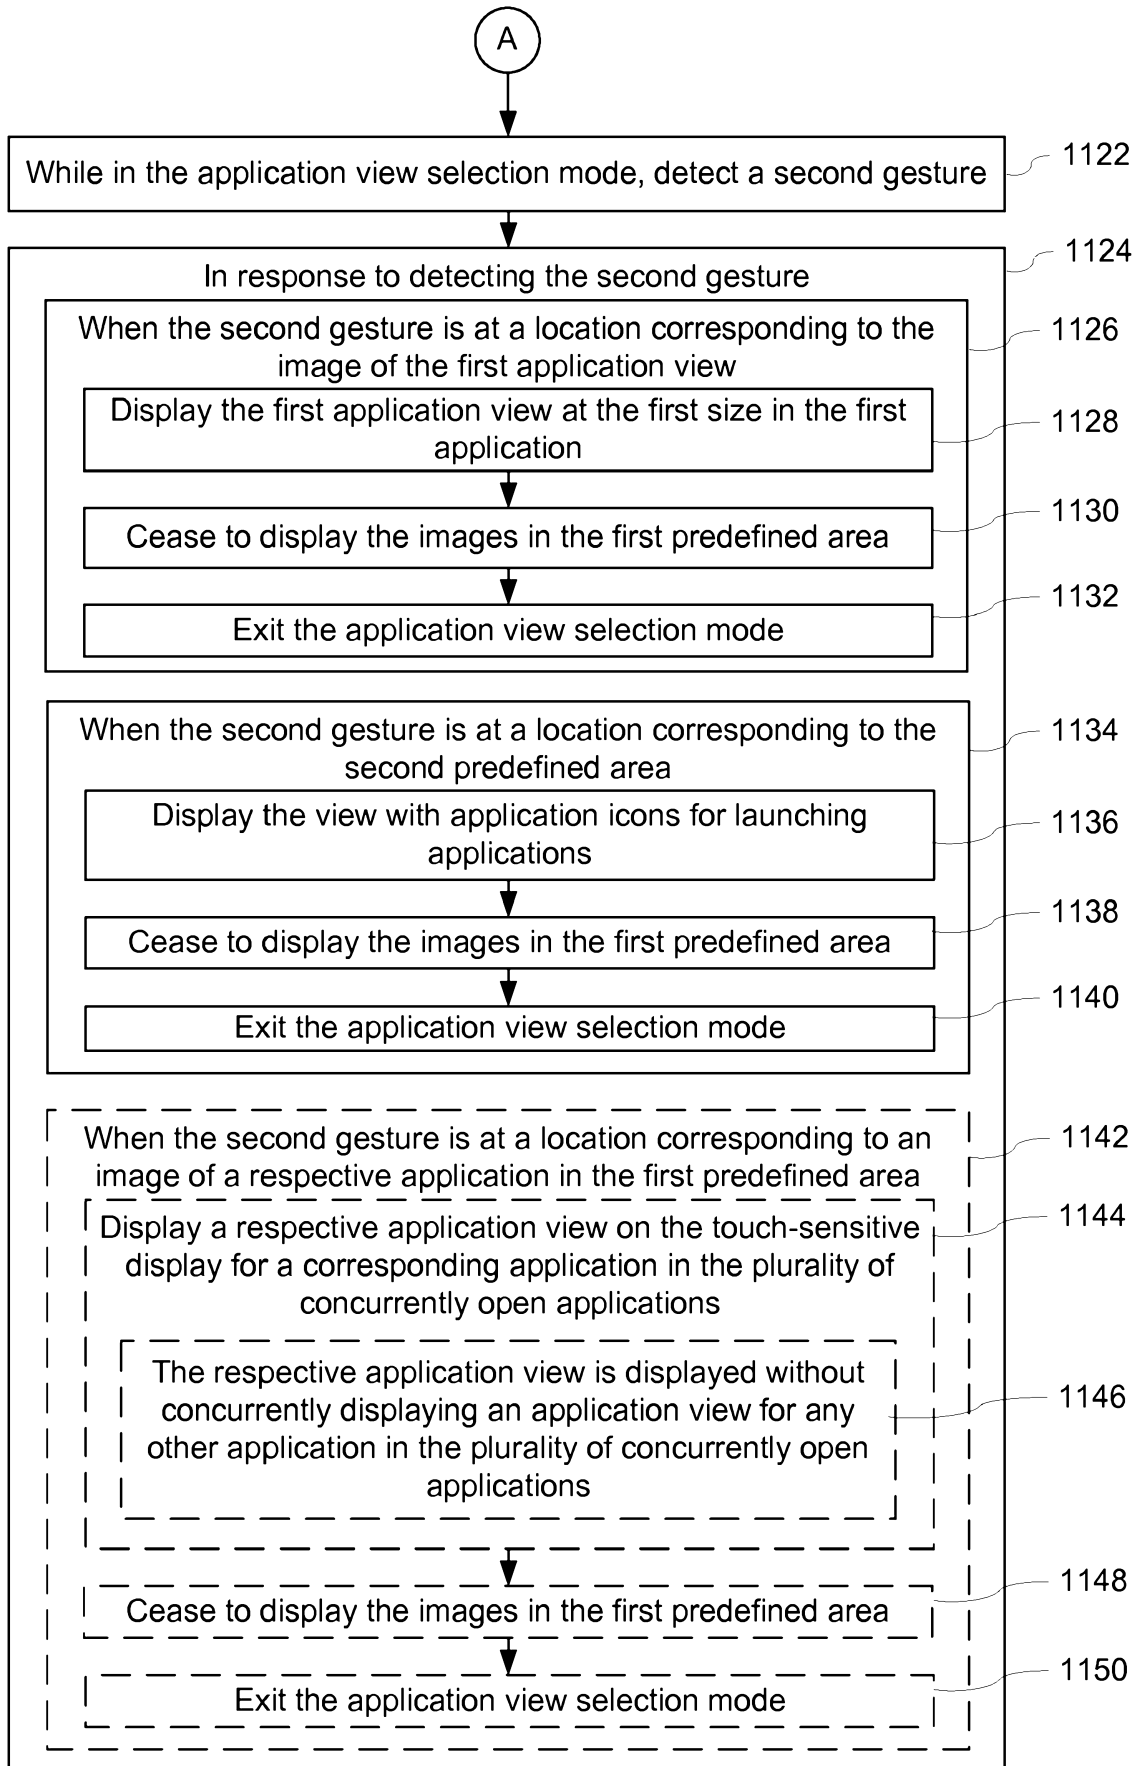 A
While in the application view selection mode, detect a second gesture
1122
1124
In response to detecting the second gesture
When the second gesture is at a location corresponding to the
image of the first application view
1126
Display the first application view at the first size in the first
application
1128
Cease to display the images in the first predefined area
1130
Exit the application view selection mode
1132
When the second gesture is at a location corresponding to the
second predefined area
1134
Display the view with application icons for launching
applications
1136
Cease to display the images in the first predefined area
1138
Exit the application view selection mode
1140
When the second gesture is at a location corresponding to an
image of a respective application in the first predefined area
1142
Display a respective application view on the touch-sensitive
display for a corresponding application in the plurality of
concurrently open applications
1144
The respective application view is displayed without
concurrently displaying an application view for any
other application in the plurality of concurrently open
applications
1146
Cease to display the images in the first predefined area
1148
Exit the application view selection mode
1150